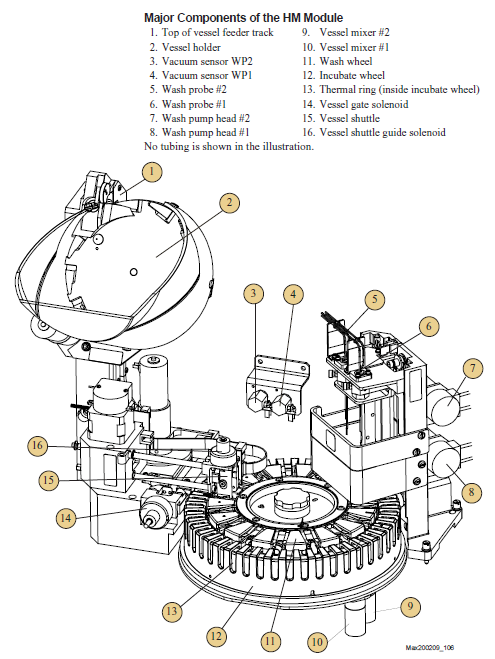 Major Components of the HM Module
1. Top of vessel feeder track
2. Vessel holder
3. Vacuum sensor WP2
4. Vacuum sensor WP1
5. Wash probe #2
6. Wash probe #1
7. Wash pump head #2
8. Wash pump head #1
9. Vessel mixer #2
10. Vessel mixer #1
11. Wash wheel
12. Incubate wheel
13. Thermal ring (inside incubate wheel)
14. Vessel gate solenoid
15. Vessel shuttle
16. Vessel shuttle guide solenoid
No tubing is shown in the illustration.
1
2
3
4
5
6
7
16
15
8
14
13
12
11
10
9
Max200209_106